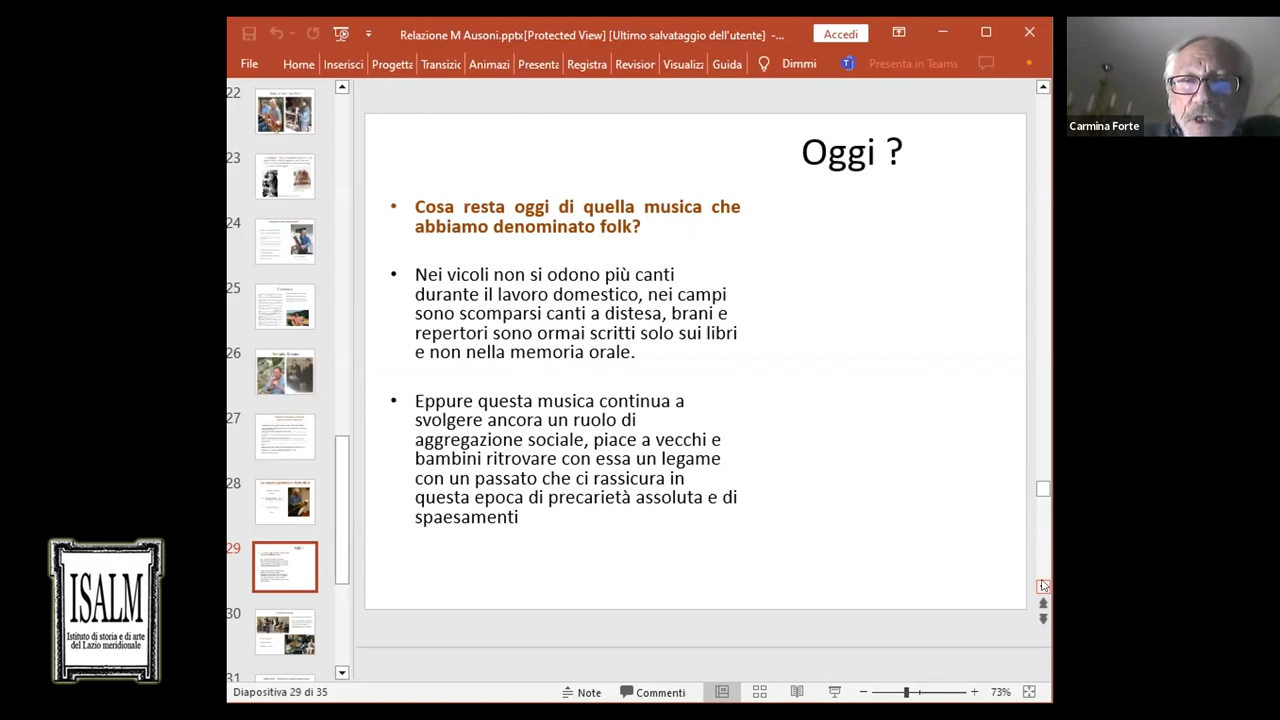 Relazione M Ausoni.pptx[Protected View] [Ultimo salvataggio dell'utente] -...
Accedi
File Home Inserisci Progetta Transizic Animazi Presenta Registra Revisior Visualiz Guida Dimmi Presenta in Teams
Carmina Forte
22
23
24
25
26
27
28
29
30
31
Oggi ?
• Cosa resta oggi di quella musica che
abbiamo denominato folk?
• Nei vicoli non si odono più canti
durante il lavoro domestico, nei campi
sono scomparsi canti a distesa, brani e
repertori sono ormai scritti solo sui libri
e non nella memoria orale.
• Eppure questa musica continua a
svolgere ancora un ruolo di
aggregazione sociale, piace a vecchi e
bambini ritrovare con essa un legame
con un passato che ci rassicura in
questa epoca di precarietà assoluta e di
spaesamenti
ISALM
Istituto di storia e di arte
del Lazio meridionale
Diapositiva 29 di 35
Note Commenti 73%